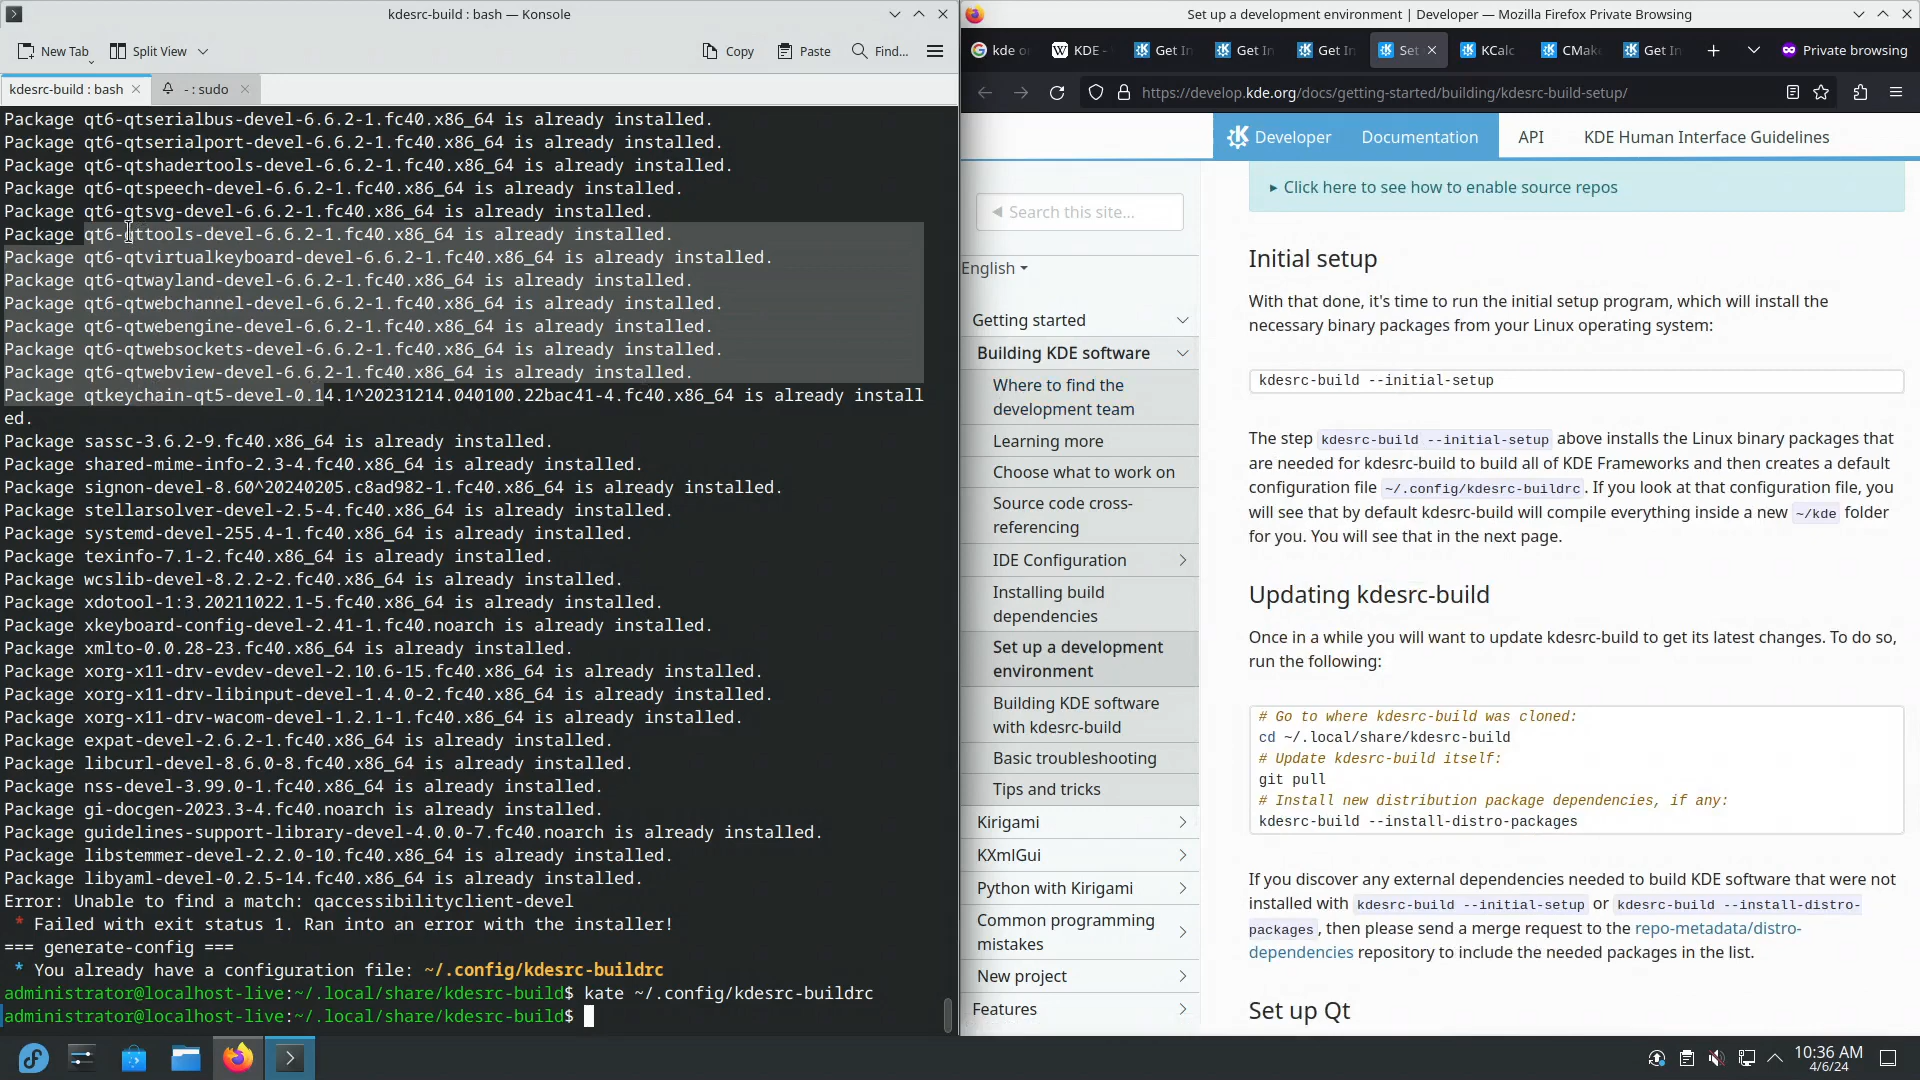 kdesrc-build : bash — Konsole
New Tab
Split View
Copy
Paste
Find...
kdesrc-build : bash
- : sudo
Package qt6-qtserialbus-devel-6.6.2-1.fc40.x86_64 is already installed.
Package qt6-qtserialport-devel-6.6.2-1.fc40.x86_64 is already installed.
Package qt6-qtshadertools-devel-6.6.2-1.fc40.x86_64 is already installed.
Package qt6-qtspeech-devel-6.6.2-1.fc40.x86_64 is already installed.
Package qt6-qtsvg-devel-6.6.2-1.fc40.x86_64 is already installed.
Package qt6-qttools-devel-6.6.2-1.fc40.x86_64 is already installed.
Package qt6-qtvirtualkeyboard-devel-6.6.2-1.fc40.x86_64 is already installed.
Package qt6-qtwayland-devel-6.6.2-1.fc40.x86_64 is already installed.
Package qt6-qtwebchannel-devel-6.6.2-1.fc40.x86_64 is already installed.
Package qt6-qtwebengine-devel-6.6.2-1.fc40.x86_64 is already installed.
Package qt6-qtwebsockets-devel-6.6.2-1.fc40.x86_64 is already installed.
Package qt6-qtwebview-devel-6.6.2-1.fc40.x86_64 is already installed.
Package qtkeychain-qt5-devel-0.14.1^20231214.040100.22bac41-4.fc40.x86_64 is already install
ed.
Package sassc-3.6.2-9.fc40.x86_64 is already installed.
Package shared-mime-info-2.3-4.fc40.x86_64 is already installed.
Package signon-devel-8.60^20240205.c8ad982-1.fc40.x86_64 is already installed.
Package stellarsolver-devel-2.5-4.fc40.x86_64 is already installed.
Package systemd-devel-255.4-1.fc40.x86_64 is already installed.
Package texinfo-7.1-2.fc40.x86_64 is already installed.
Package wcslib-devel-8.2.2-2.fc40.x86_64 is already installed.
Package xdotool-1:3.20211022.1-5.fc40.x86_64 is already installed.
Package xkeyboard-config-devel-2.41-1.fc40.noarch is already installed.
Package xmlto-0.0.28-23.fc40.x86_64 is already installed.
Package xorg-x11-drv-evdev-devel-2.10.6-15.fc40.x86_64 is already installed.
Package xorg-x11-drv-libinput-devel-1.4.0-2.fc40.x86_64 is already installed.
Package xorg-x11-drv-wacom-devel-1.2.1-1.fc40.x86_64 is already installed.
Package expat-devel-2.6.2-1.fc40.x86_64 is already installed.
Package libcurl-devel-8.6.0-8.fc40.x86_64 is already installed.
Package nss-devel-3.99.0-1.fc40.x86_64 is already installed.
Package gi-docgen-2023.3-4.fc40.noarch is already installed.
Package guidelines-support-library-devel-4.0.0-7.fc40.noarch is already installed.
Package libstemmer-devel-2.2.0-10.fc40.x86_64 is already installed.
Package libyaml-devel-0.2.5-14.fc40.x86_64 is already installed.
Error: Unable to find a match: qaccessibilityclient-devel
* Failed with exit status 1. Ran into an error with the installer!
=== generate-config ===
* You already have a configuration file: ~/.config/kdesrc-buildrc
administrator@localhost-live:~/.local/share/kdesrc-build$ kate ~/.config/kdesrc-buildrc
administrator@localhost-live:~/.local/share/kdesrc-build$
Set up a development environment | Developer — Mozilla Firefox Private Browsing
kde o
KDE -
Get In
Get In
Get In
Set
KCalc
CMake
Get In
Private browsing
https://develop.kde.org/docs/getting-started/building/kdesrc-build-setup/
Developer
Documentation
API
KDE Human Interface Guidelines
Search this site...
English
Getting started
Building KDE software
Where to find the
development team
Learning more
Choose what to work on
Source code cross-
referencing
IDE Configuration
Installing build
dependencies
Set up a development
environment
Building KDE software
with kdesrc-build
Basic troubleshooting
Tips and tricks
Kirigami
KXmlGui
Python with Kirigami
Common programming
mistakes
New project
Features
Click here to see how to enable source repos
Initial setup
With that done, it's time to run the initial setup program, which will install the
necessary binary packages from your Linux operating system:
kdesrc-build --initial-setup
The step kdesrc-build --initial-setup above installs the Linux binary packages that
are needed for kdesrc-build to build all of KDE Frameworks and then creates a default
configuration file ~/.config/kdesrc-buildrc. If you look at that configuration file, you
will see that by default kdesrc-build will compile everything inside a new ~/kde folder
for you. You will see that in the next page.
Updating kdesrc-build
Once in a while you will want to update kdesrc-build to get its latest changes. To do so,
run the following:
# Go to where kdesrc-build was cloned:
cd ~/.local/share/kdesrc-build
# Update kdesrc-build itself:
git pull
# Install new distribution package dependencies, if any:
kdesrc-build --install-distro-packages
If you discover any external dependencies needed to build KDE software that were not
installed with kdesrc-build --initial-setup or kdesrc-build --install-distro-
packages, then please send a merge request to the repo-metadata/distro-
dependencies repository to include the needed packages in the list.
Set up Qt
10:36 AM
4/6/24